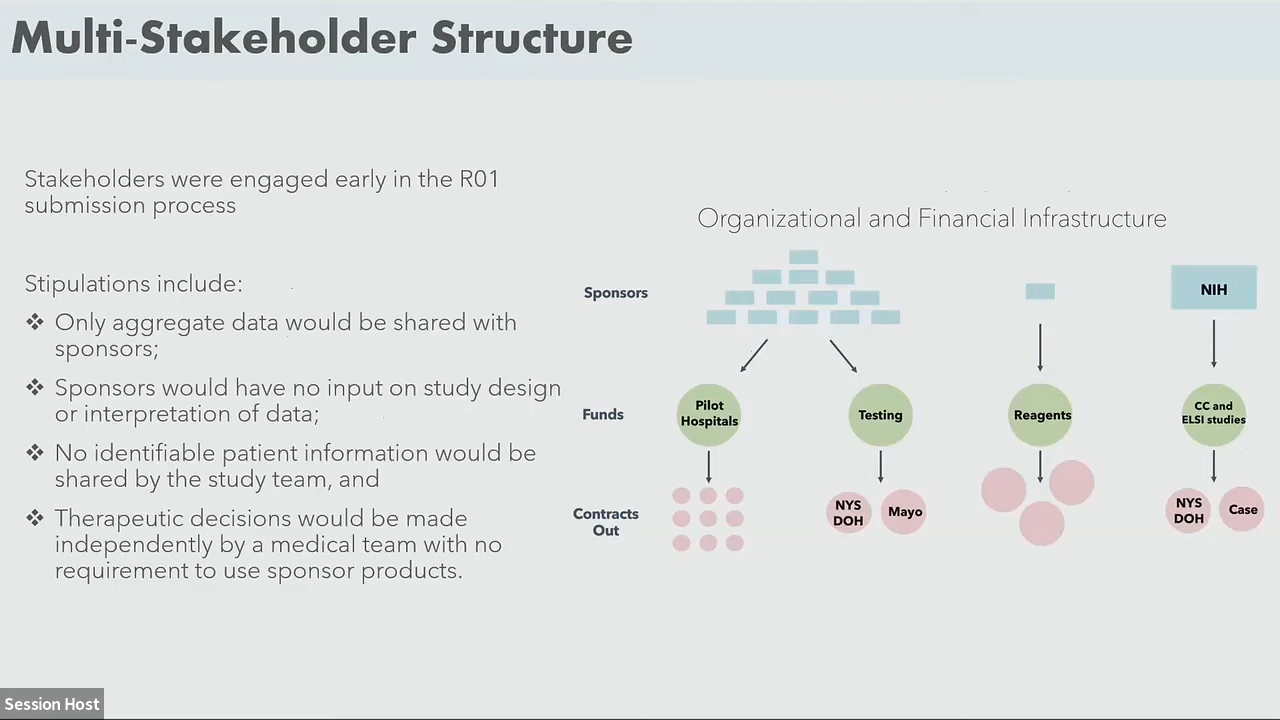 Multi-Stakeholder Structure
Stakeholders were engaged early in the R01
submission process
Stipulations include:
❖ Only aggregate data would be shared with
sponsors;
❖ Sponsors would have no input on study design
or interpretation of data;
❖ No identifiable patient information would be
shared by the study team, and
❖ Therapeutic decisions would be made
independently by a medical team with no
requirement to use sponsor products.
Organizational and Financial Infrastructure
Sponsors
NIH
Funds
Pilot
Hospitals
Testing
Reagents
CC and
ELSI studies
Contracts
Out
NYS
DOH
Mayo
NYS
DOH
Case
Session Host